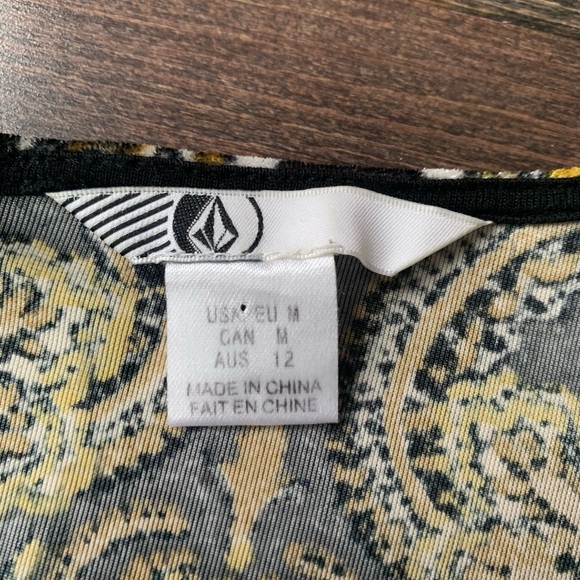 USA/EU M
CAN M
AUS 12
MADE IN CHINA
FAIT EN CHINE